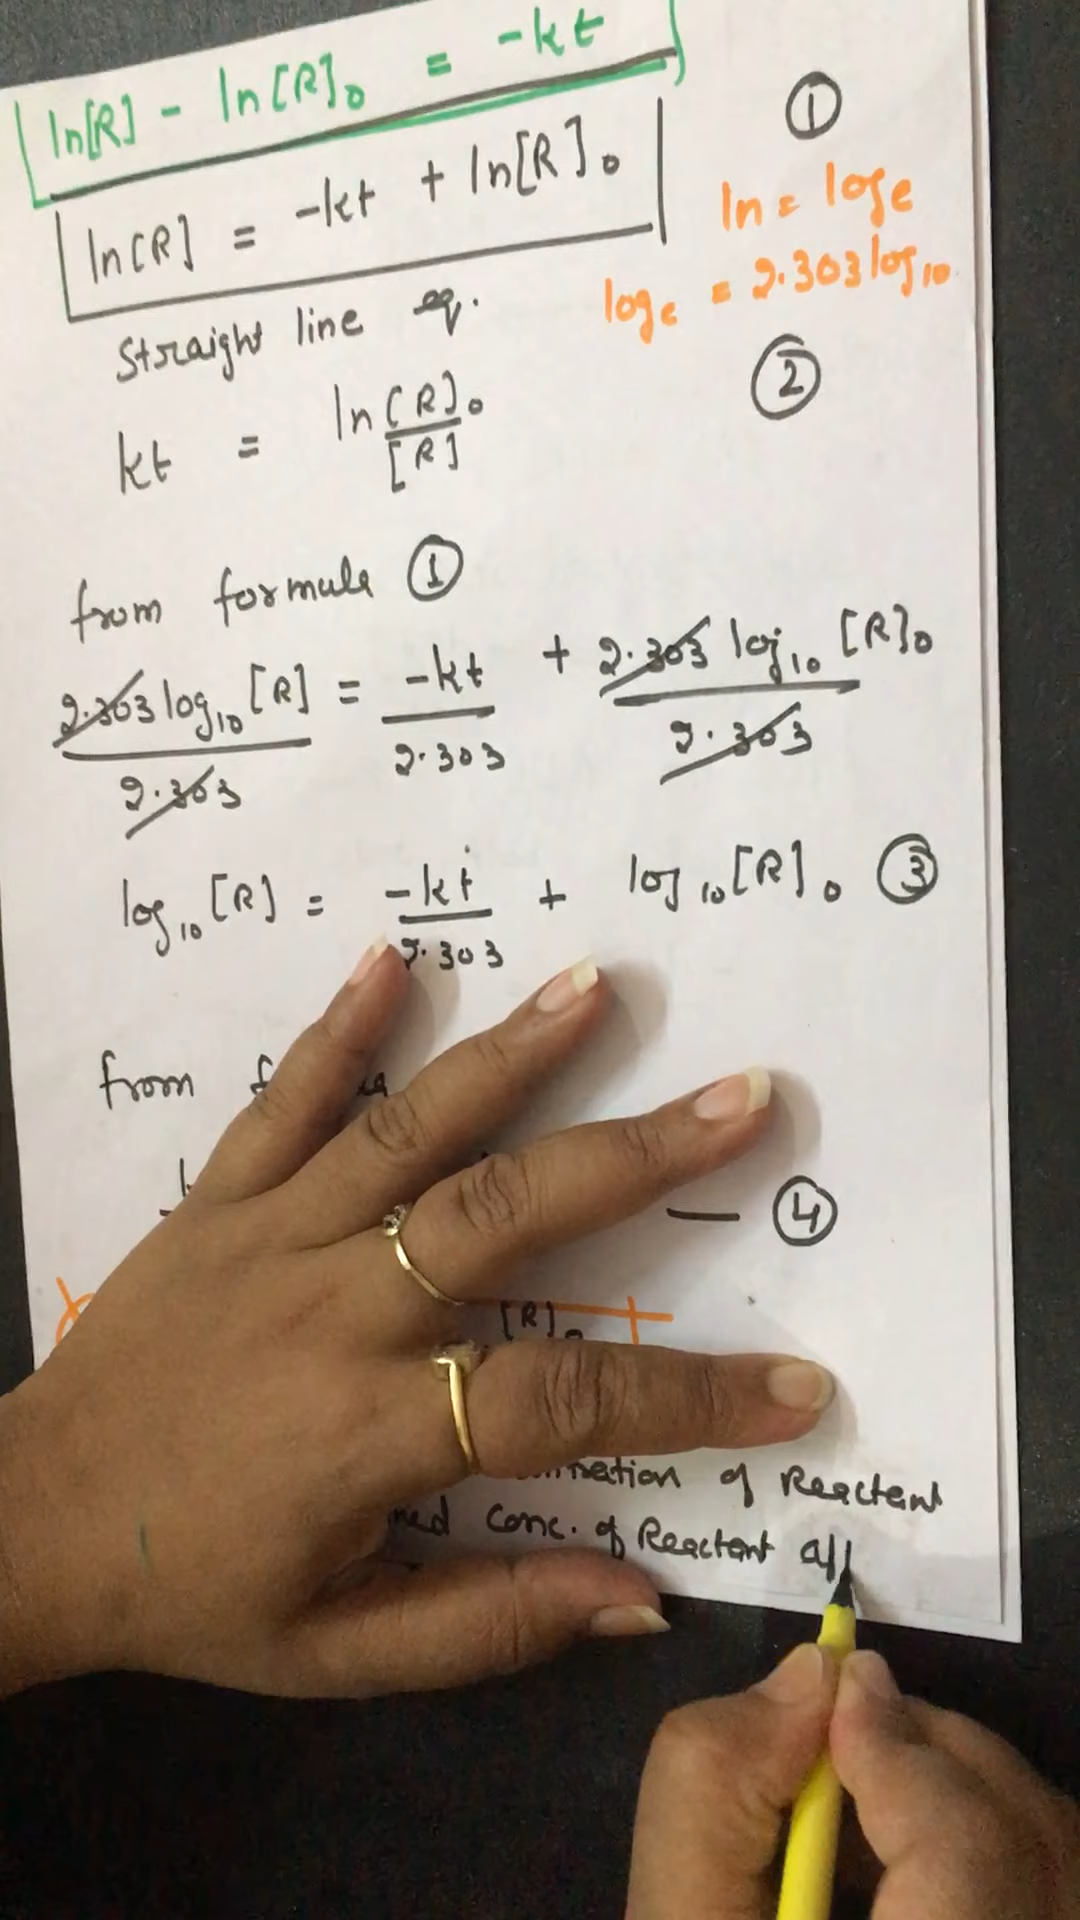 ln[R] - ln[R]₀ = -kt
ln[R] = -kt + ln[R]₀ ①
ln = logₑ
logₑ = 2.303 log₁₀
Straight line eq.
kt = ln [R]₀ / [R] ②
from formula ①
2.303 log₁₀ [R] / 2.303 = -kt / 2.303 + 2.303 log₁₀ [R]₀ / 2.303
log₁₀ [R] = -kt / 2.303 + log₁₀ [R]₀ ③
from
— ④
[R]₀
of Reactant
conc. of Reactant